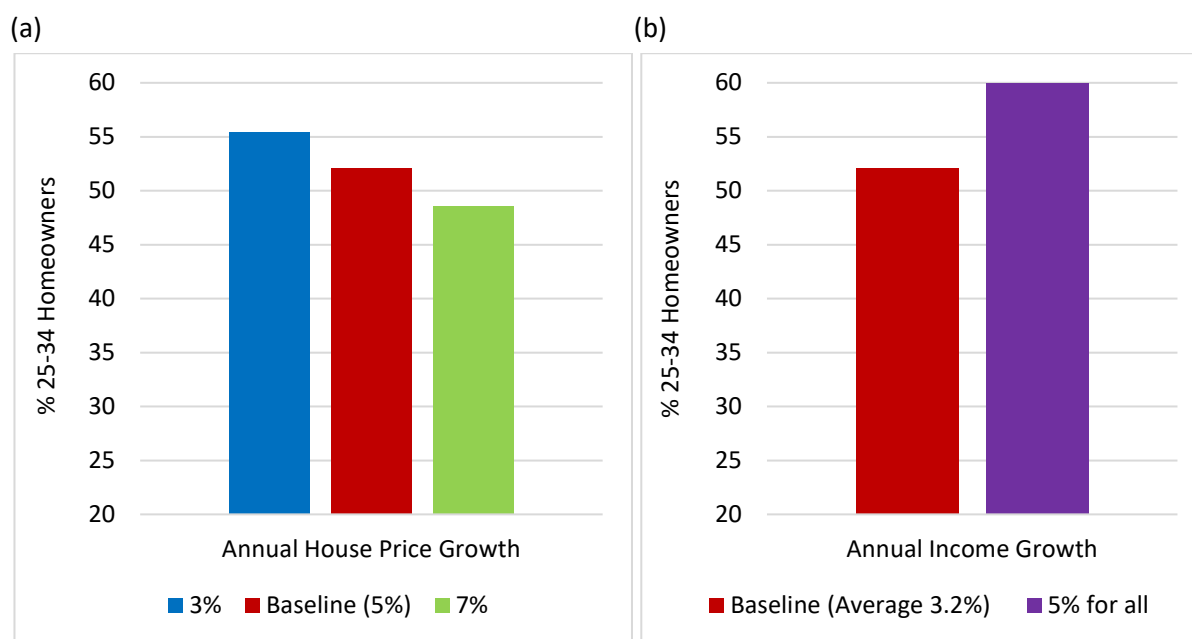 (a)
% 25-34 Homeowners
60
55
50
45
40
35
30
25
20
Annual House Price Growth
3% Baseline (5%) 7%
(b)
% 25-34 Homeowners
60
55
50
45
40
35
30
25
20
Annual Income Growth
Baseline (Average 3.2%) 5% for all